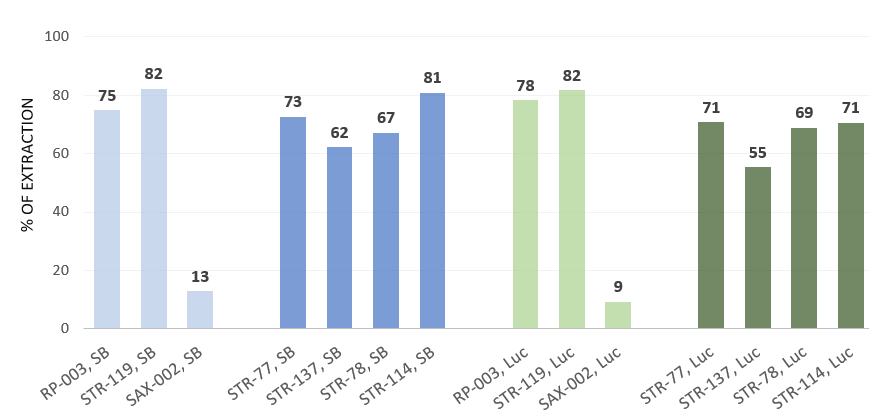 % OF EXTRACTION
100
80
60
40
20
0
75
82
13
73
62
67
81
78
82
9
71
55
69
71
RP-003, SB
STR-119, SB
SAX-002, SB
STR-77, SB
STR-137, SB
STR-78, SB
STR-114, SB
RP-003, Luc
STR-119, Luc
SAX-002, Luc
STR-77, Luc
STR-137, Luc
STR-78, Luc
STR-114, Luc